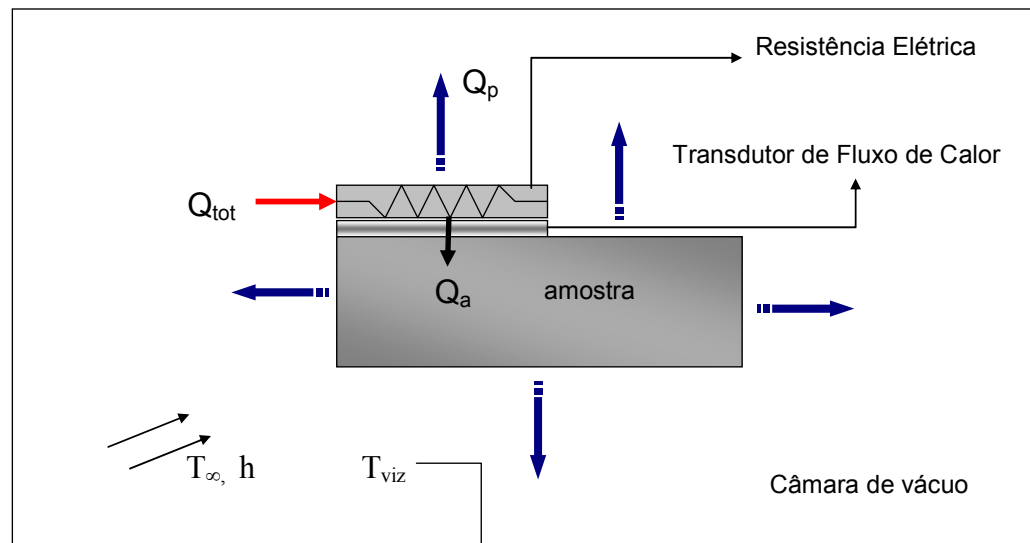 Resistência Elétrica
Qp
Transdutor de Fluxo de Calor
Qtot
Qa
amostra
T∞, h
Tviz
Câmara de vácuo